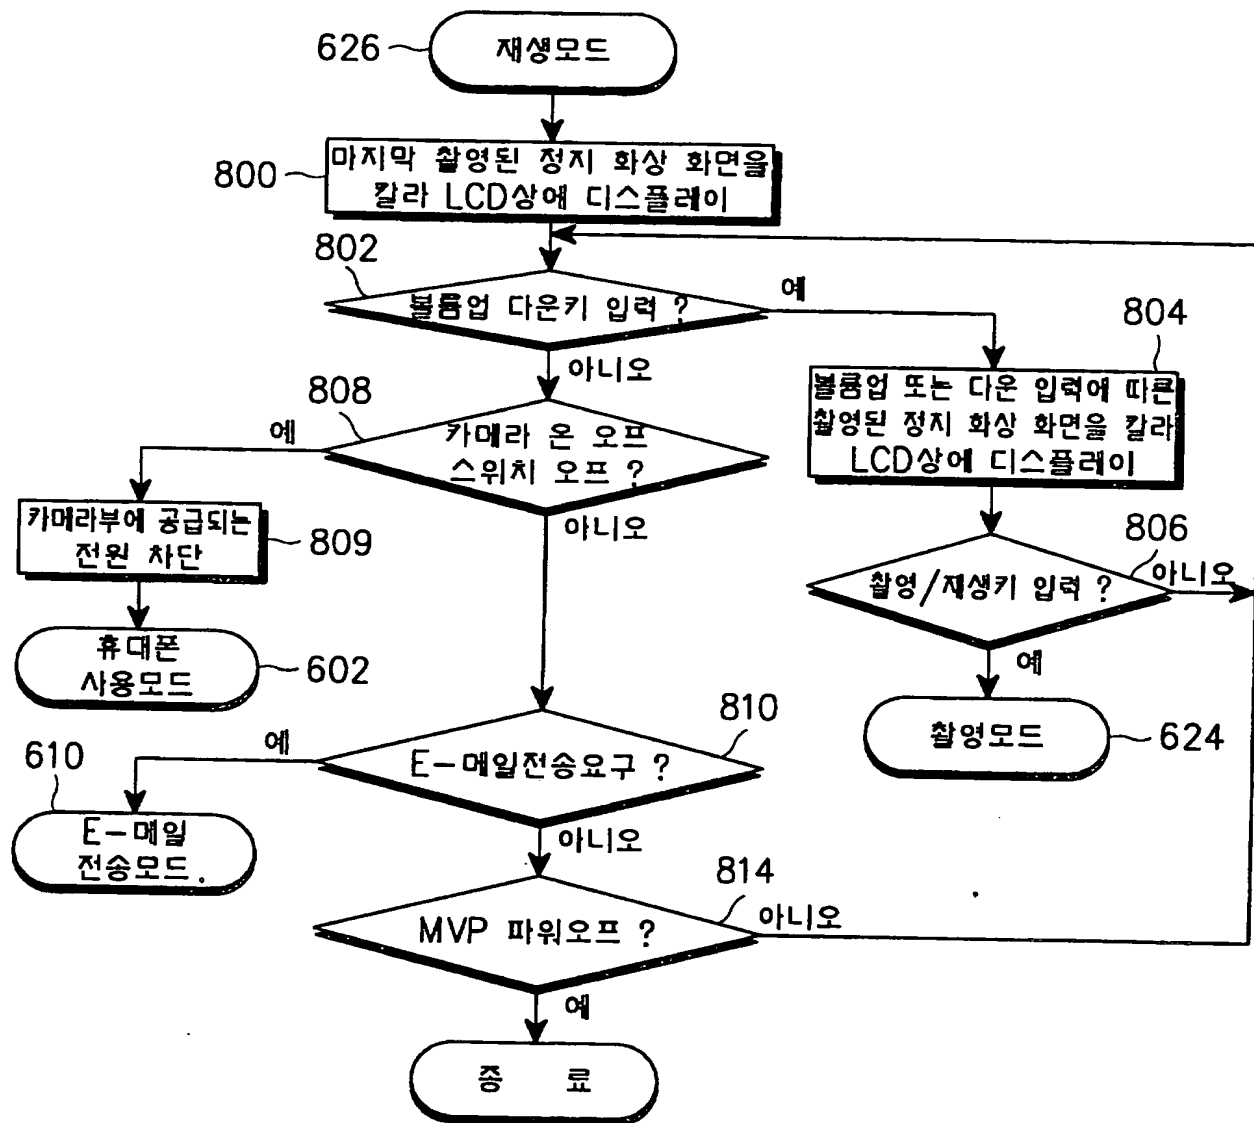 626
재생모드
800
마지막 촬영된 정지 화상 화면을
칼라 LCD상에 디스플레이
802
볼륨업 다운키 입력 ?
예
아니오
804
볼륨업 또는 다운 입력에 따른
촬영된 정지 화상 화면을 칼라
LCD상에 디스플레이
808
예
카메라 온 오프
스위치 오프 ?
아니오
카메라부에 공급되는
전원 차단
809
806
촬영/재생키 입력 ?
아니오
예
휴대폰
사용모드
602
촬영모드
624
810
예
E-메일전송요구 ?
아니오
610
E-메일
전송모드
814
MVP 파워오프 ?
아니오
예
종 료